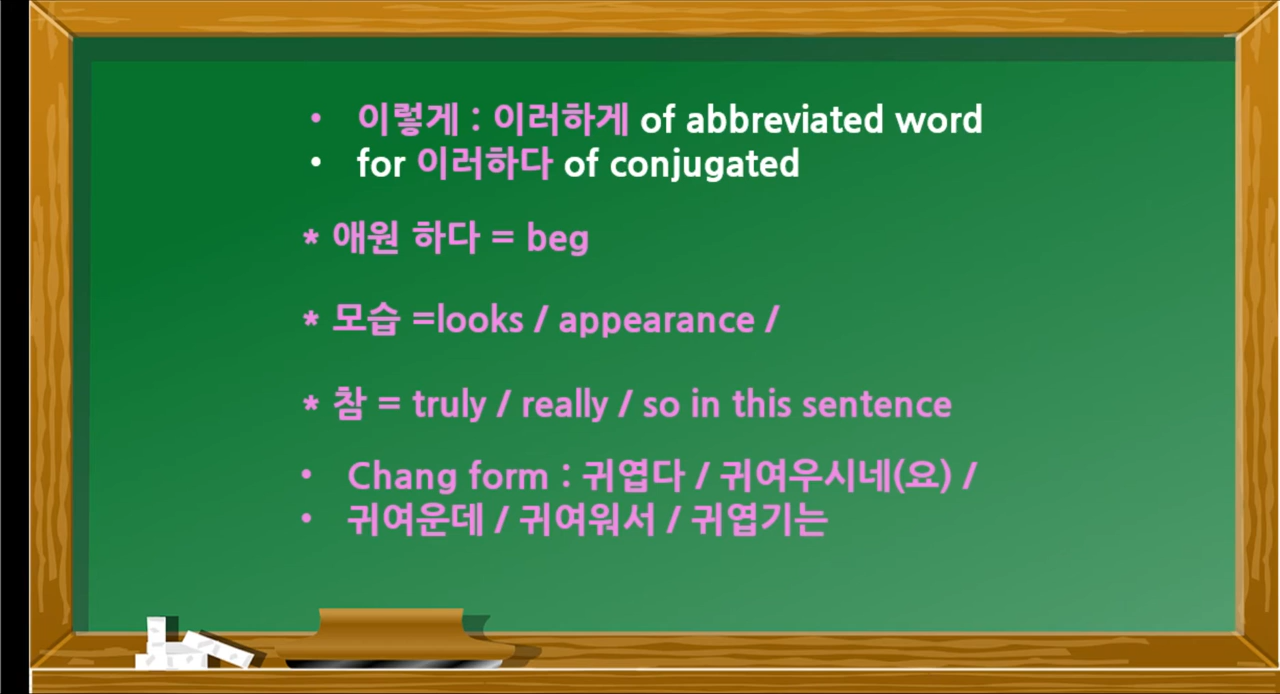 • 이렇게 : 이러하게 of abbreviated word
• for 이러하다 of conjugated
* 애원 하다 = beg
* 모습 =looks / appearance /
* 참 = truly / really / so in this sentence
• Chang form : 귀엽다 / 귀여우시네(요) /
• 귀여운데 / 귀여워서 / 귀엽기는